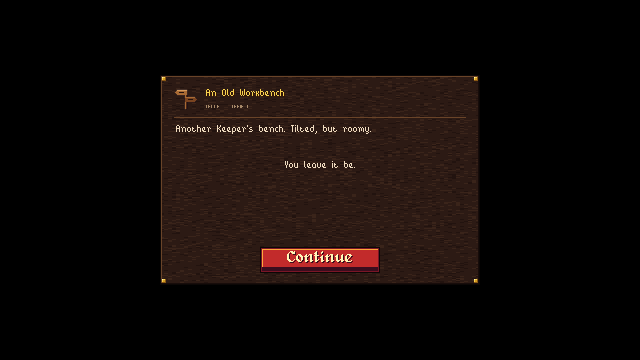 An Old Workbench
Another Keeper's bench. Tilted, but roomy.
You leave it be.
Continue